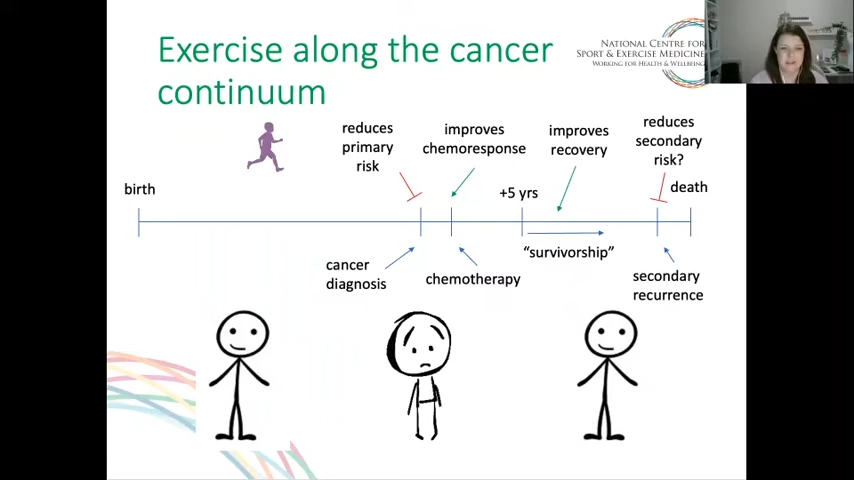 Exercise along the cancer
continuum
NATIONAL CENTRE FOR
SPORT & EXERCISE MEDICINE
WORKING FOR HEALTH & WELLBEING
reduces
primary
risk
improves
chemoresponse
improves
recovery
reduces
secondary
risk?
birth
+5 yrs
death
cancer
diagnosis
chemotherapy
“survivorship”
secondary
recurrence